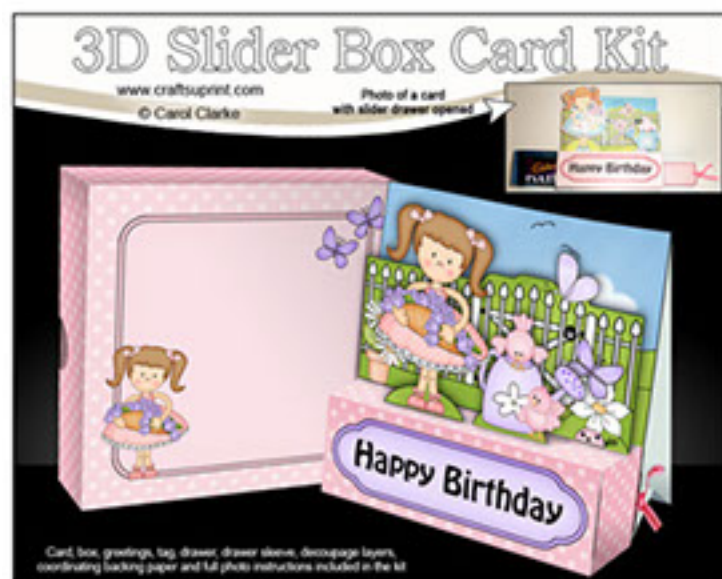 3D Slider Box Card Kit
www.craftsuprint.com
© Carol Clarke
Photo of a card
with slider drawer opened
Happy Birthday
Happy Birthday
Card, box, greetings, tag, drawer, drawer sleeve, decoupage layers,
coordinating backing paper and full photo instructions included in the kit